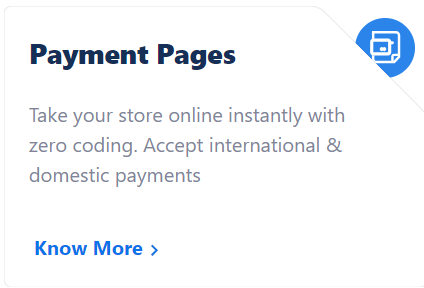 Payment Pages
Take your store online instantly with
zero coding. Accept international &
domestic payments
Know More